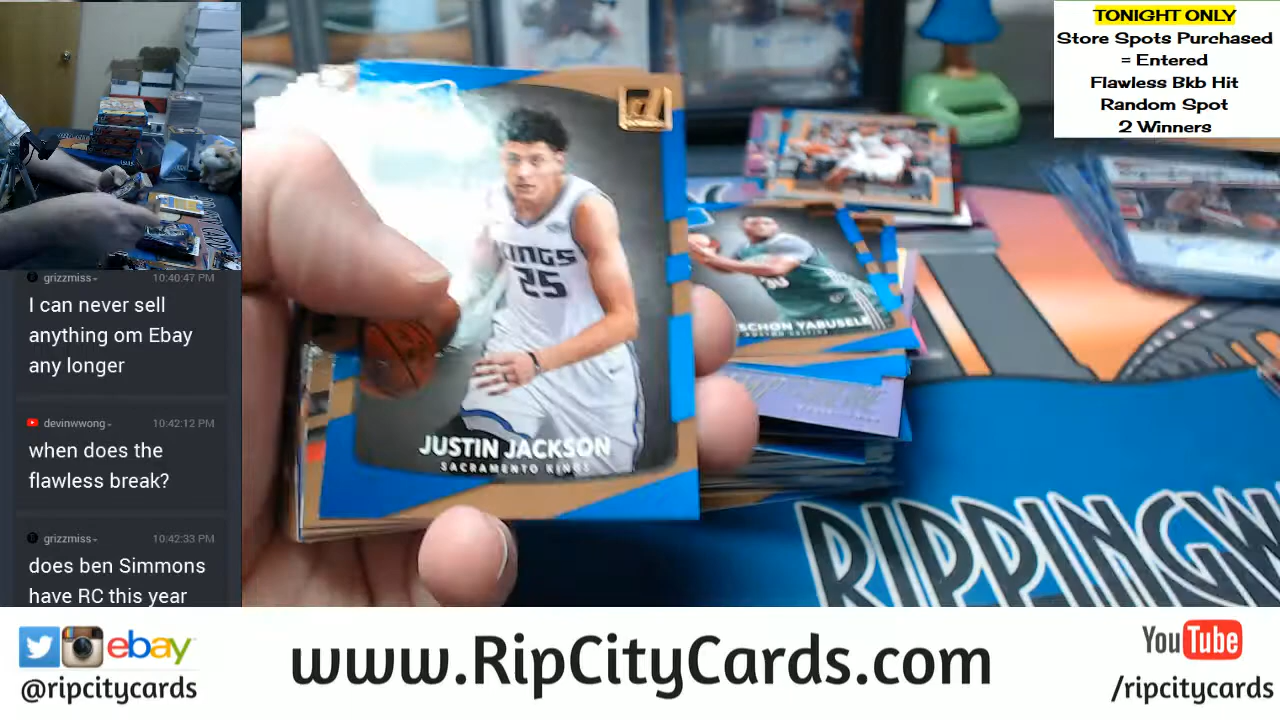 TONIGHT ONLY
Store Spots Purchased
= Entered
Flawless Bkb Hit
Random Spot
2 Winners
grizzmiss
10:40:47 PM
I can never sell
anything om Ebay
any longer
devinwwong
10:42:12 PM
when does the
flawless break?
grizzmiss
10:42:33 PM
does ben Simmons
have RC this year
KINGS
25
JUSTIN JACKSON
SACRAMENTO KINGS
SCHON YABUSELE
BOSTON CELTICS
RIPPINGW
ebay
@ripcitycards
www.RipCityCards.com
YouTube
/ripcitycards